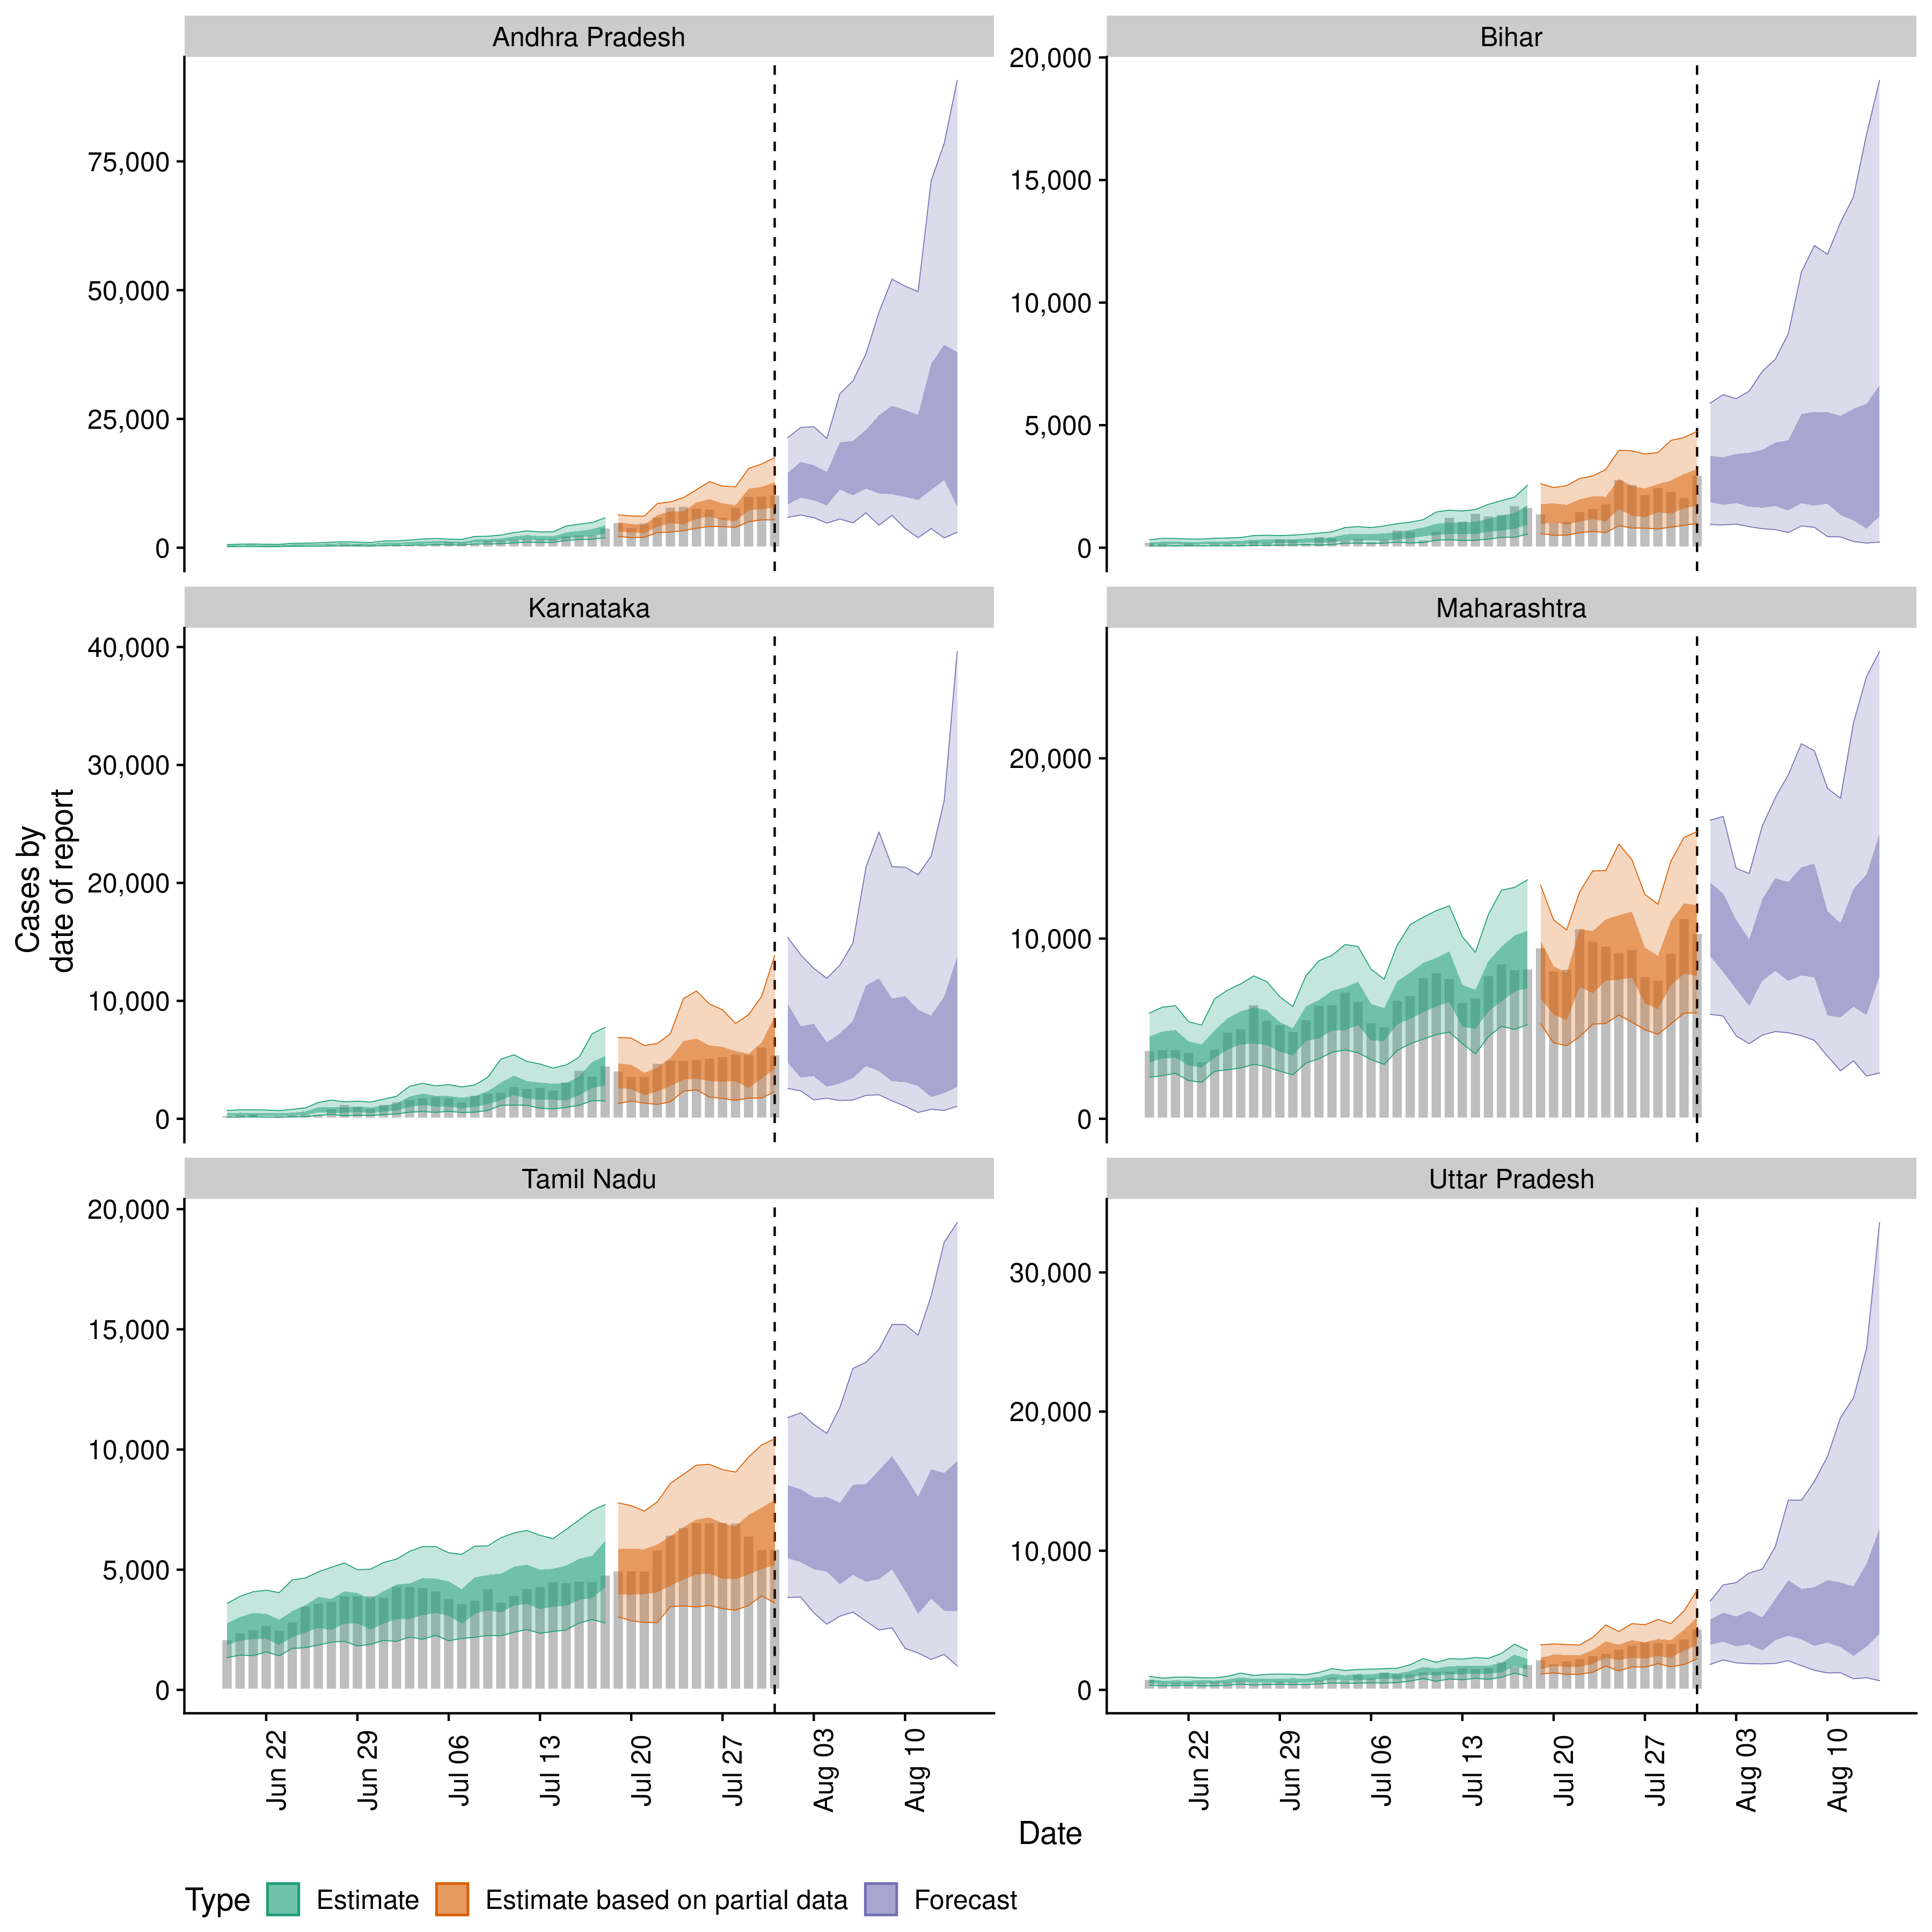 Andhra Pradesh
Bihar
75,000
50,000
25,000
0
20,000
15,000
10,000
5,000
0
Karnataka
Maharashtra
40,000
30,000
20,000
10,000
0
20,000
10,000
0
Cases by
date of report
Tamil Nadu
Uttar Pradesh
20,000
15,000
10,000
5,000
0
30,000
20,000
10,000
0
Jun 22
Jun 29
Jul 06
Jul 13
Jul 20
Jul 27
Aug 03
Aug 10
Jun 22
Jun 29
Jul 06
Jul 13
Jul 20
Jul 27
Aug 03
Aug 10
Date
Type Estimate Estimate based on partial data Forecast